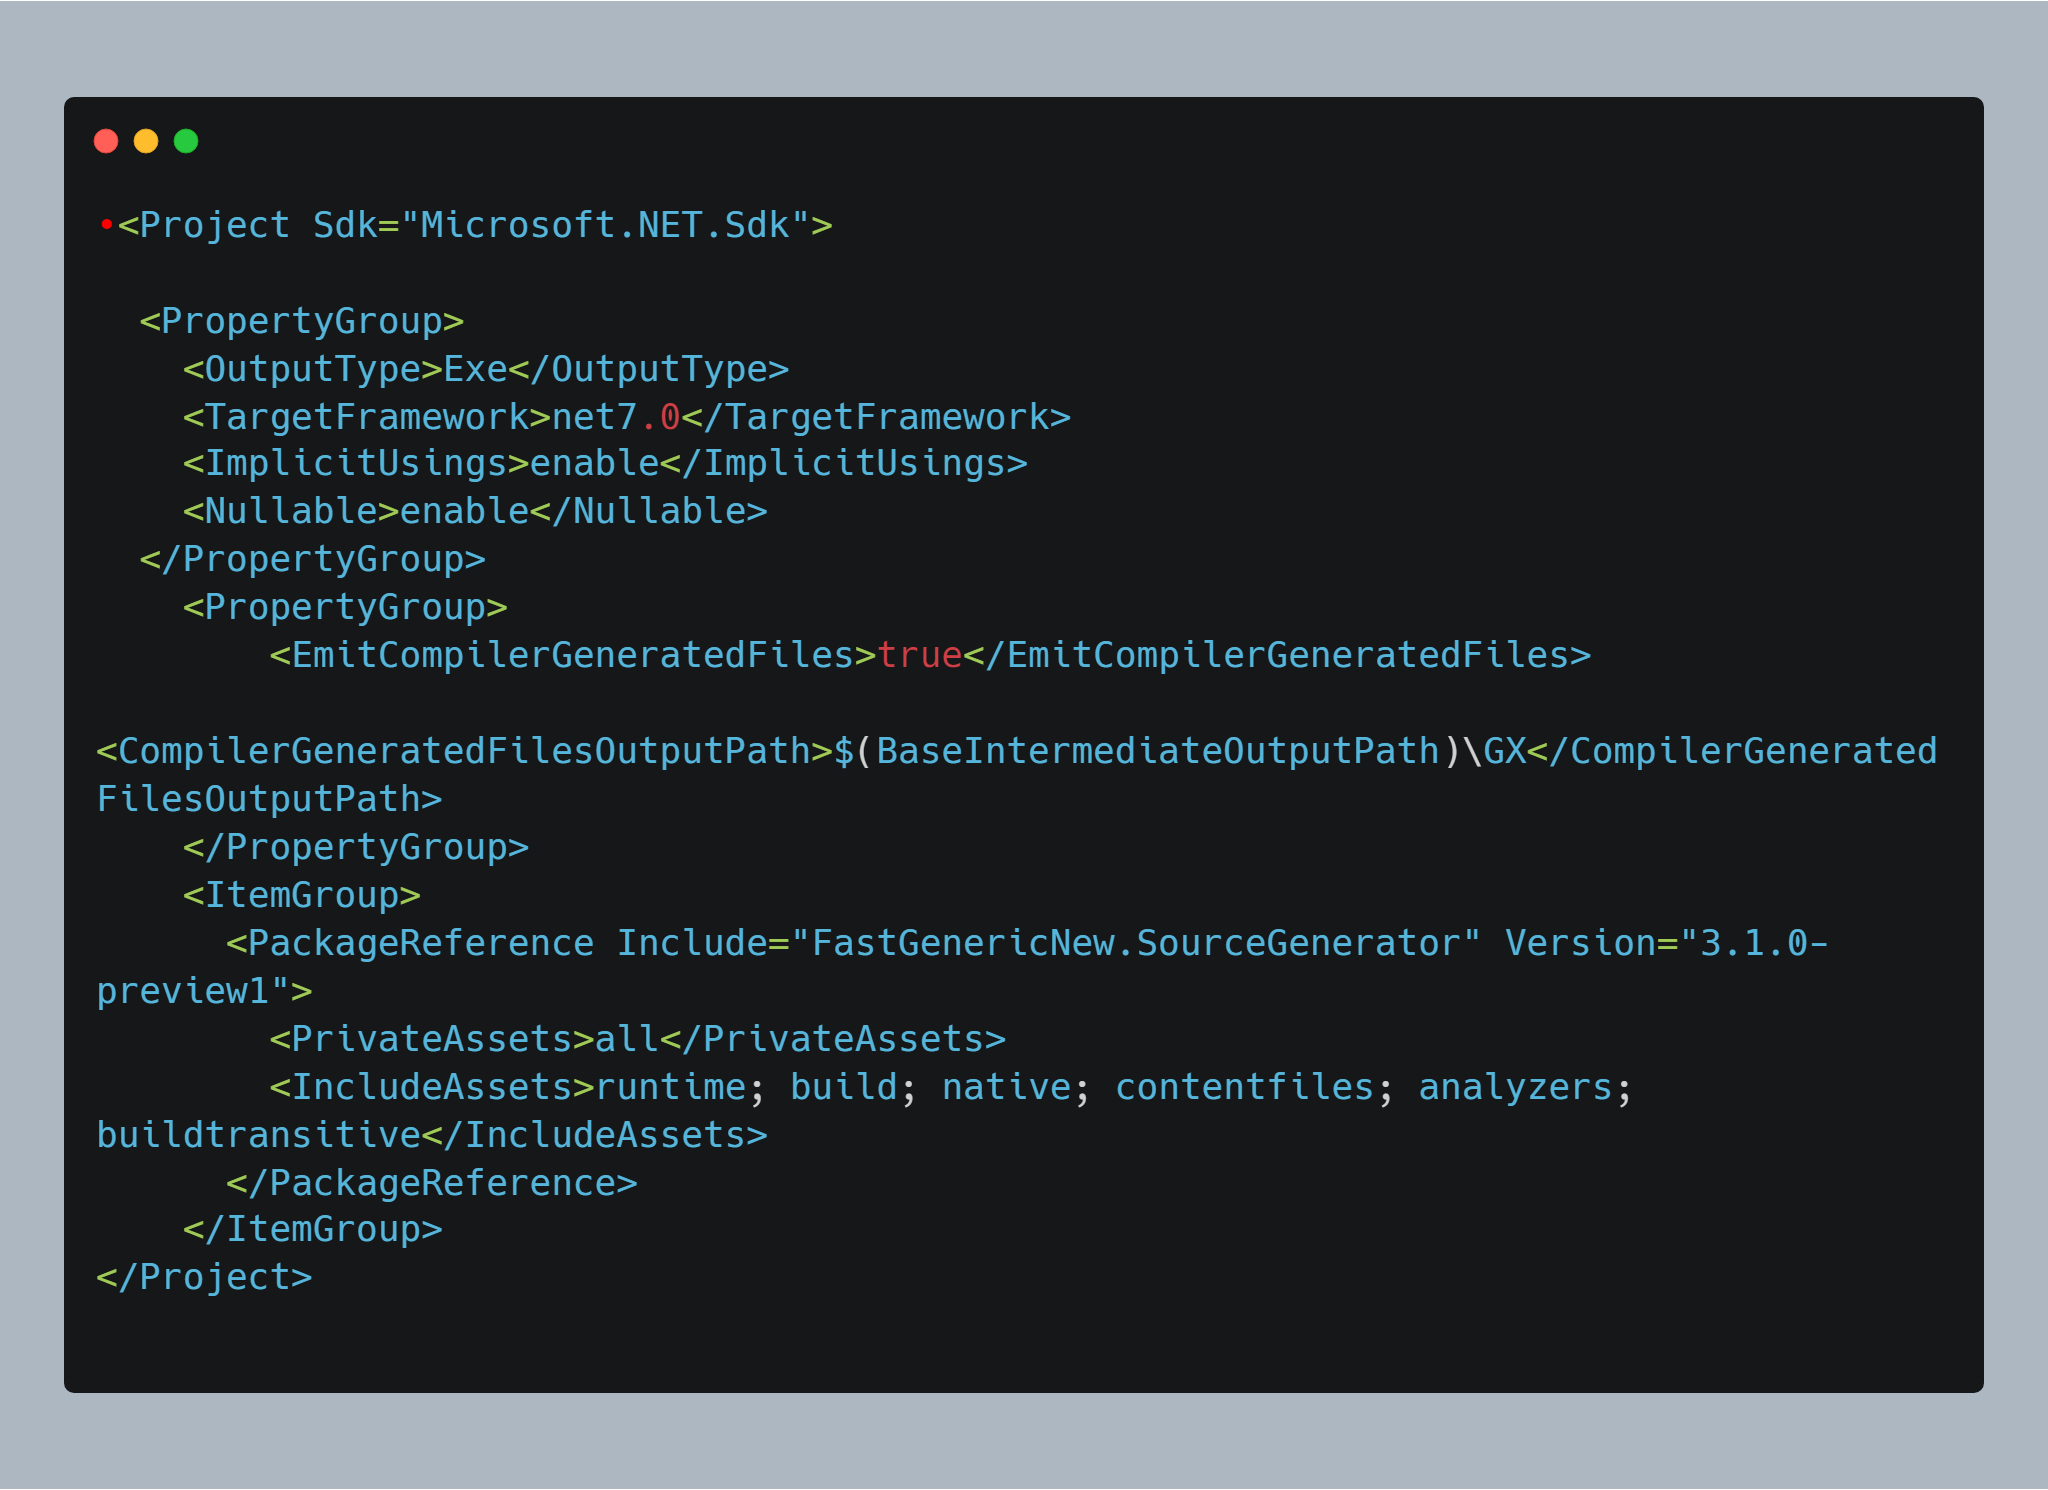 •<Project Sdk="Microsoft.NET.Sdk">
<PropertyGroup>
<OutputType>Exe</OutputType>
<TargetFramework>net7.0</TargetFramework>
<ImplicitUsings>enable</ImplicitUsings>
<Nullable>enable</Nullable>
</PropertyGroup>
<PropertyGroup>
<EmitCompilerGeneratedFiles>true</EmitCompilerGeneratedFiles>
<CompilerGeneratedFilesOutputPath>$(BaseIntermediateOutputPath)\GX</CompilerGenerated
FilesOutputPath>
</PropertyGroup>
<ItemGroup>
<PackageReference Include="FastGenericNew.SourceGenerator" Version="3.1.0-
preview1">
<PrivateAssets>all</PrivateAssets>
<IncludeAssets>runtime; build; native; contentfiles; analyzers;
buildtransitive</IncludeAssets>
</PackageReference>
</ItemGroup>
</Project>